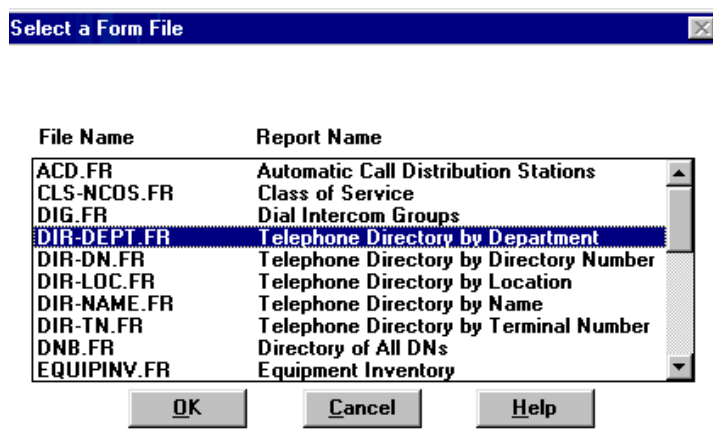 Select a Form File
File Name Report Name
ACD.FR Automatic Call Distribution Stations
CLS-NCOS.FR Class of Service
DIG.FR Dial Intercom Groups
DIR-DEPT.FR Telephone Directory by Department
DIR-DN.FR Telephone Directory by Directory Number
DIR-LOC.FR Telephone Directory by Location
DIR-NAME.FR Telephone Directory by Name
DIR-TN.FR Telephone Directory by Terminal Number
DNB.FR Directory of All DNs
EQUIPINV.FR Equipment Inventory
OK Cancel Help